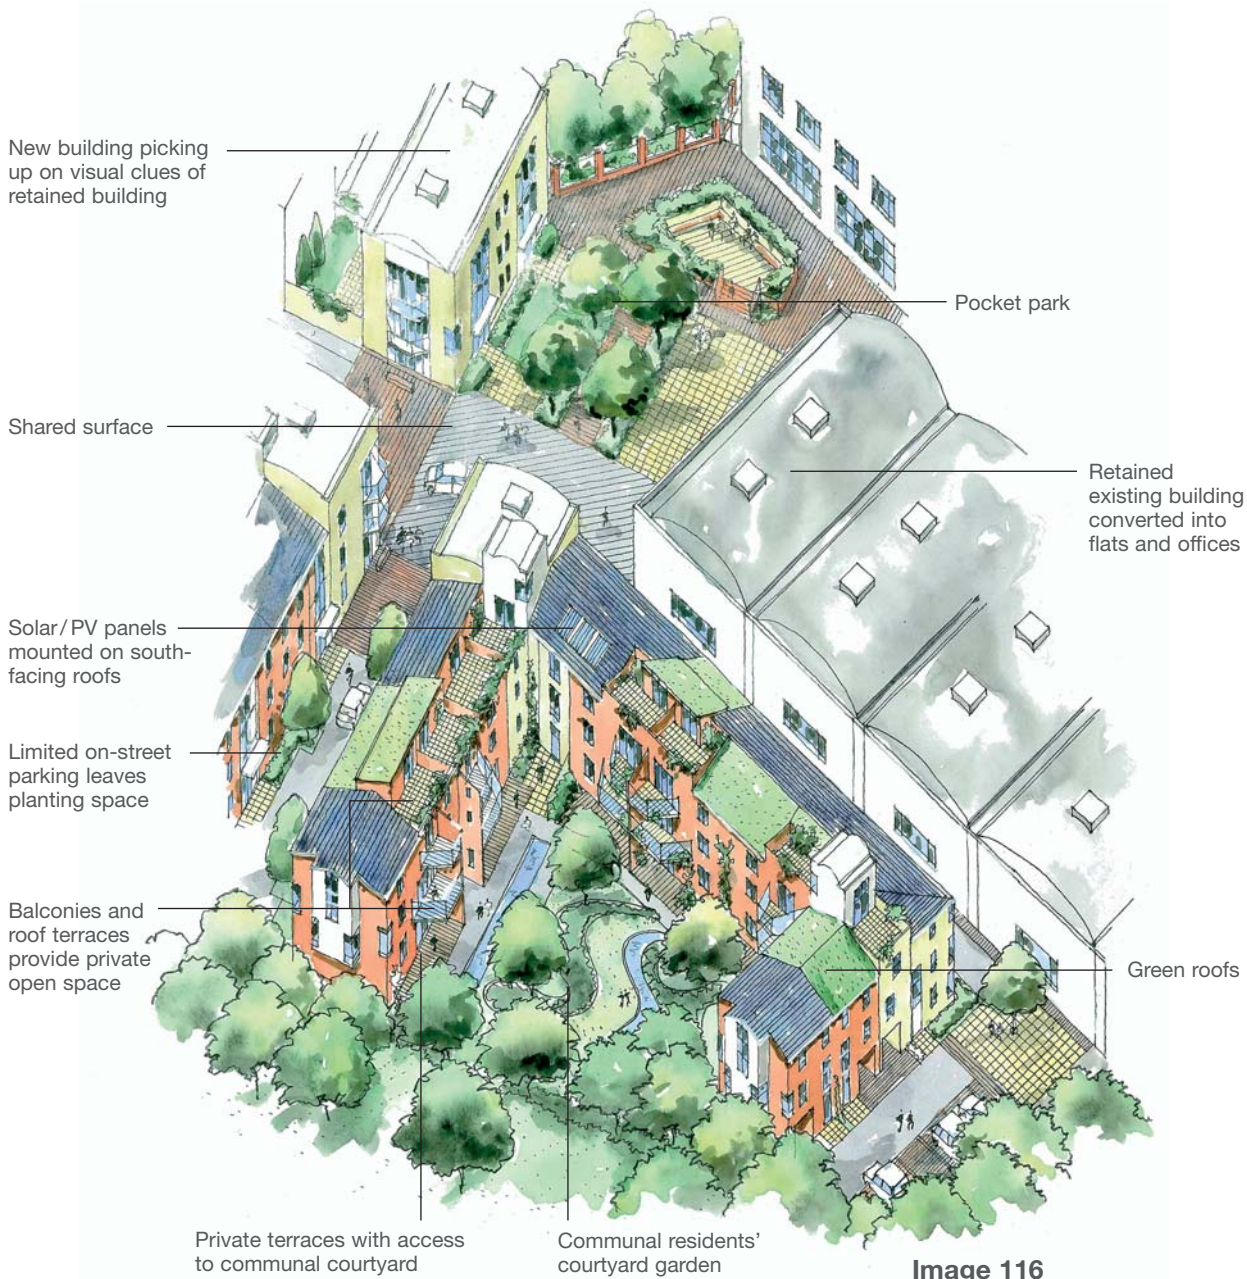 New building picking
up on visual clues of
retained building
Pocket park
Shared surface
Retained
existing building
converted into
flats and offices
Solar/PV panels
mounted on south-
facing roofs
Limited on-street
parking leaves
planting space
Balconies and
roof terraces
provide private
open space
Green roofs
Private terraces with access
to communal courtyard
Communal residents’
courtyard garden
Image 116